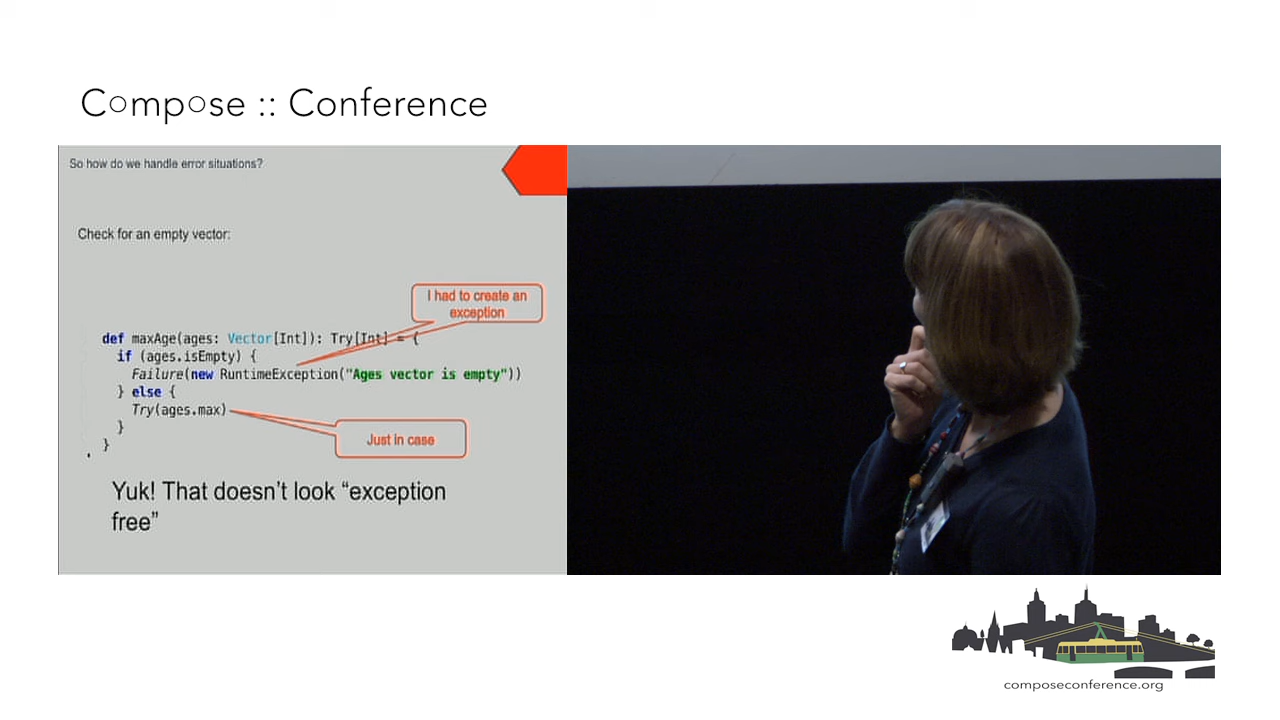 Compose :: Conference
So how do we handle error situations?
Check for an empty vector:
I had to create an
exception
def maxAge(ages: Vector[Int]): Try[Int] = {
if (ages.isEmpty) {
Failure(new RuntimeException("Ages vector is empty"))
} else {
Try(ages.max)
}
}
Just in case
Yuk! That doesn't look “exception
free”
composeconference.org